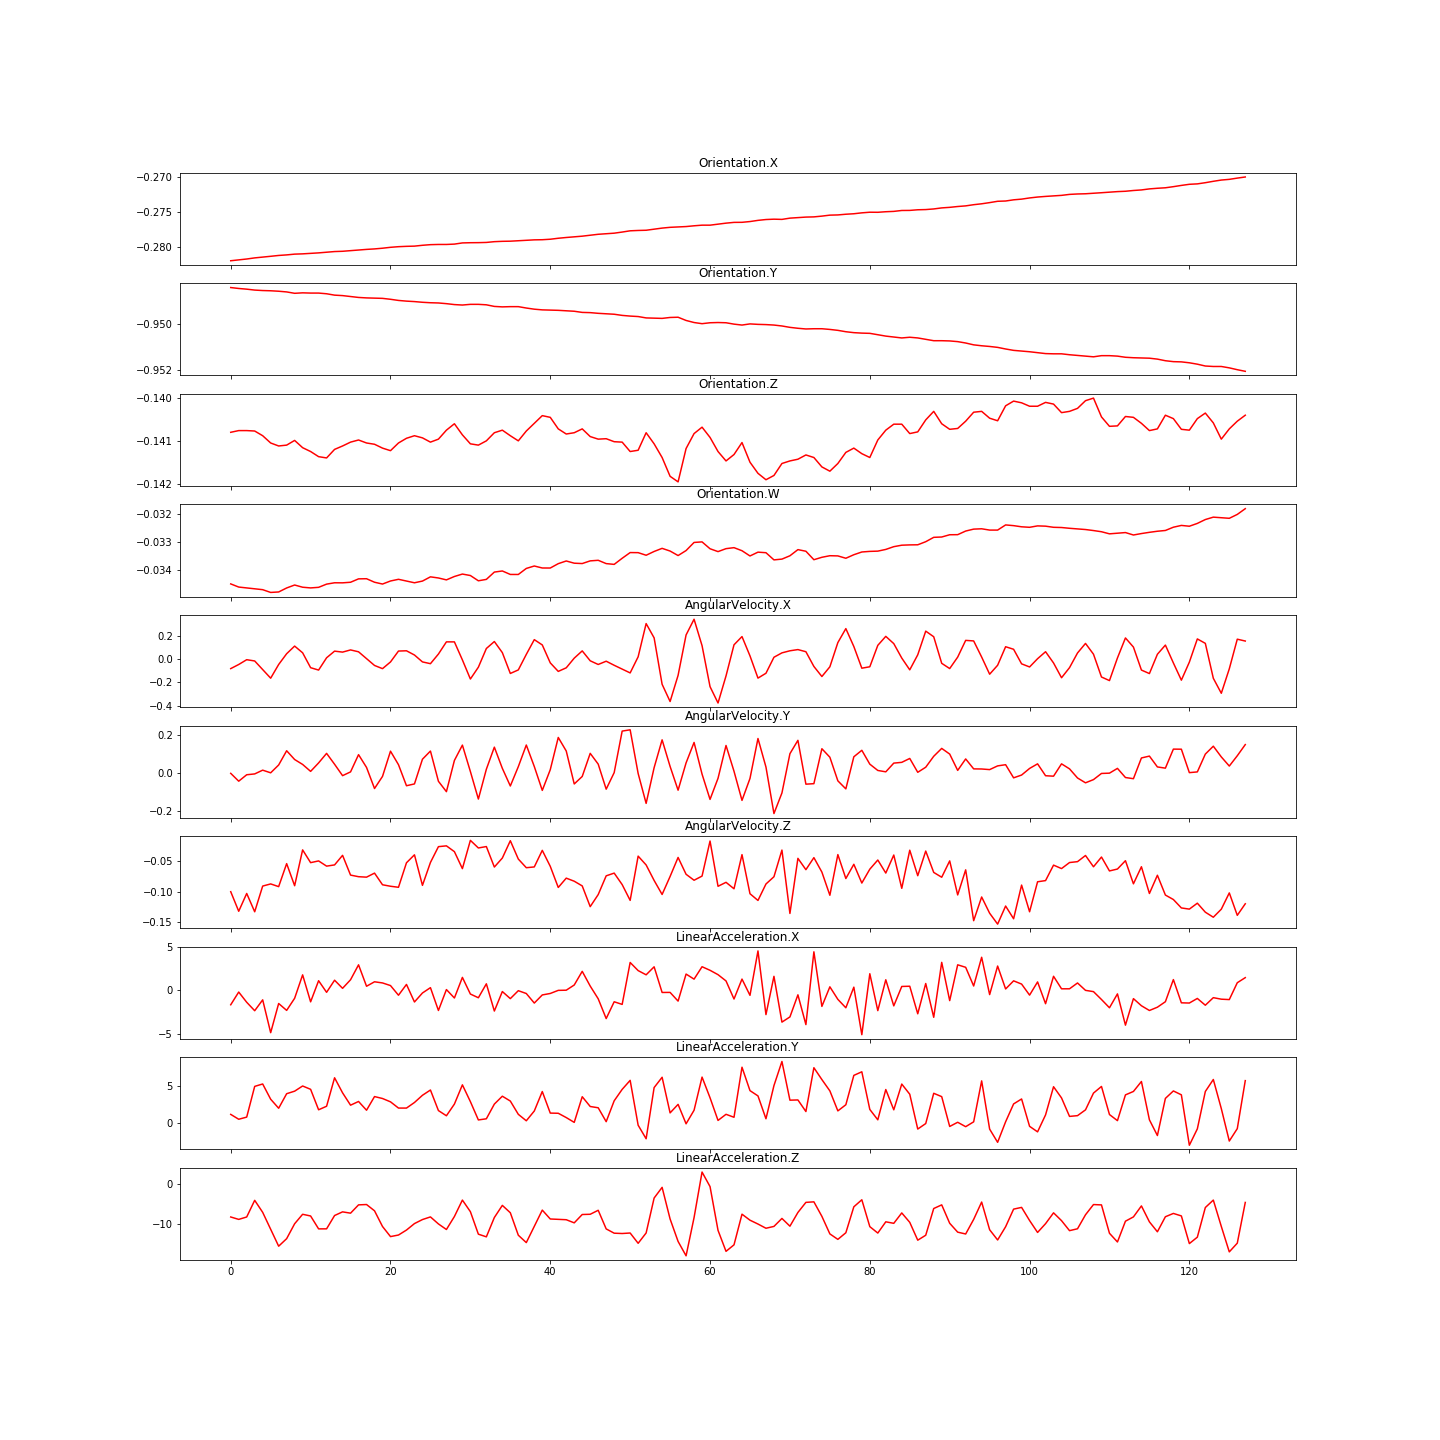 Orientation.X
−0.270
−0.275
−0.280
Orientation.Y
−0.950
−0.952
Orientation.Z
−0.140
−0.141
−0.142
Orientation.W
−0.032
−0.033
−0.034
AngularVelocity.X
0.2
0.0
−0.2
−0.4
AngularVelocity.Y
0.2
0.0
−0.2
AngularVelocity.Z
−0.05
−0.10
−0.15
LinearAcceleration.X
5
0
−5
LinearAcceleration.Y
5
0
LinearAcceleration.Z
0
−10
0 20 40 60 80 100 120